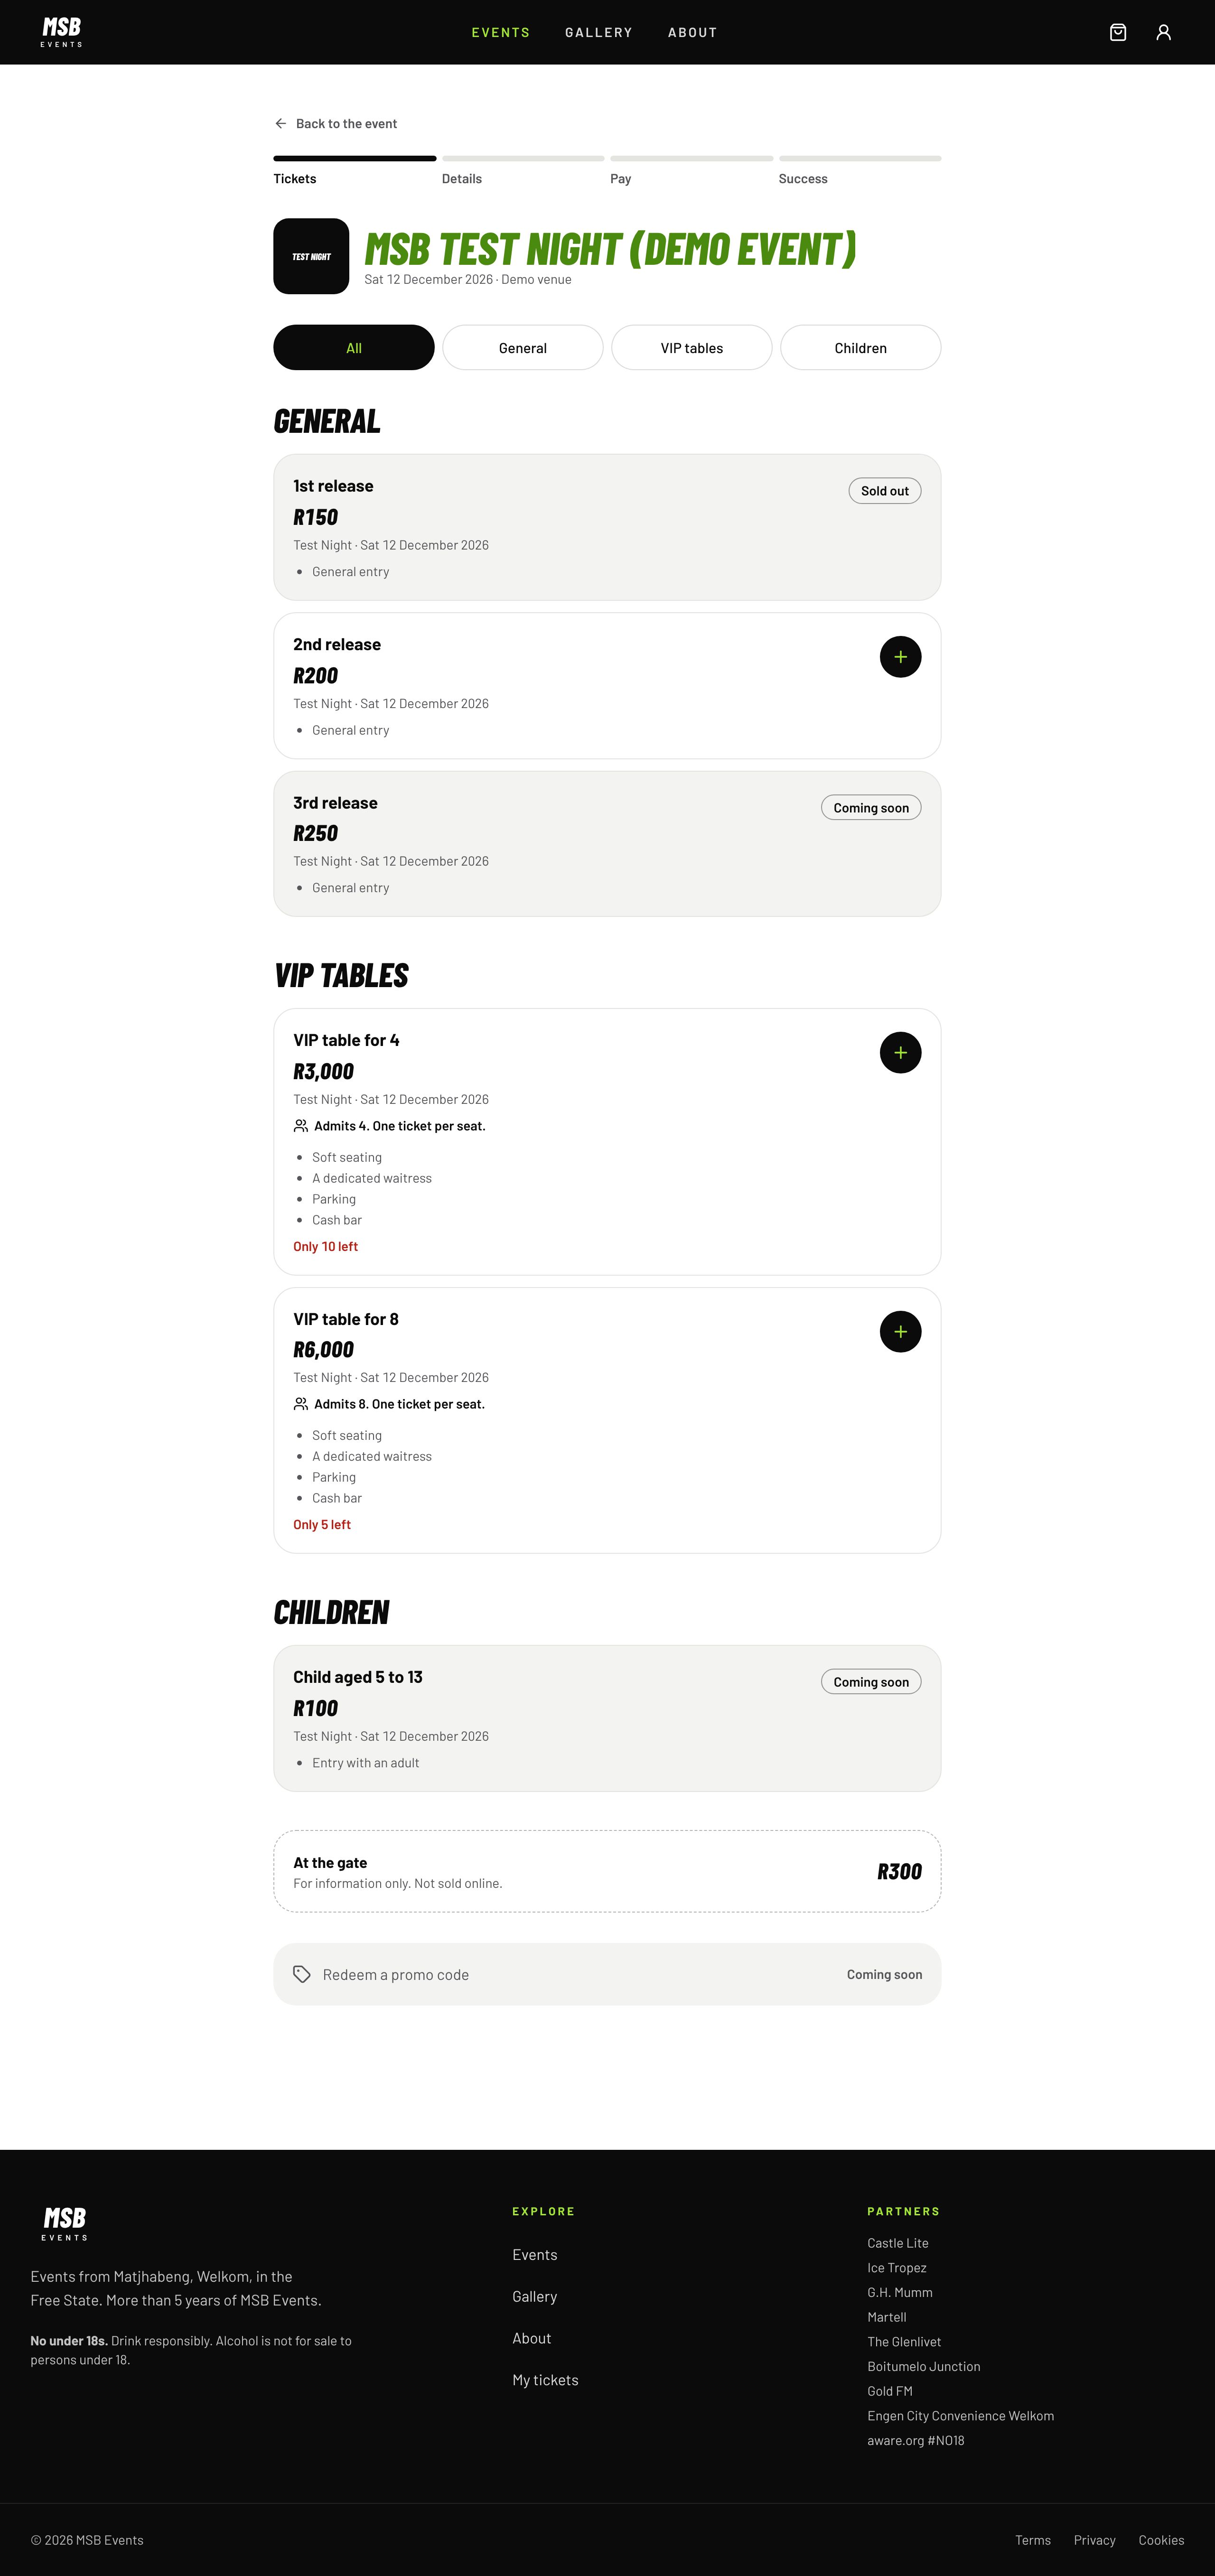 MSB
EVENTS
EVENTS GALLERY ABOUT
Back to the event
Tickets Details Pay Success
TEST NIGHT
MSB TEST NIGHT (DEMO EVENT)
Sat 12 December 2026 · Demo venue
All General VIP tables Children
GENERAL
1st release
Sold out
R150
Test Night · Sat 12 December 2026
• General entry
2nd release
R200
Test Night · Sat 12 December 2026
• General entry
3rd release
Coming soon
R250
Test Night · Sat 12 December 2026
• General entry
VIP TABLES
VIP table for 4
R3,000
Test Night · Sat 12 December 2026
Admits 4. One ticket per seat.
• Soft seating
• A dedicated waitress
• Parking
• Cash bar
Only 10 left
VIP table for 8
R6,000
Test Night · Sat 12 December 2026
Admits 8. One ticket per seat.
• Soft seating
• A dedicated waitress
• Parking
• Cash bar
Only 5 left
CHILDREN
Child aged 5 to 13
Coming soon
R100
Test Night · Sat 12 December 2026
• Entry with an adult
At the gate
For information only. Not sold online.
R300
Redeem a promo code
Coming soon
MSB
EVENTS
Events from Matjhabeng, Welkom, in the
Free State. More than 5 years of MSB Events.
No under 18s. Drink responsibly. Alcohol is not for sale to
persons under 18.
EXPLORE
Events
Gallery
About
My tickets
PARTNERS
Castle Lite
Ice Tropez
G.H. Mumm
Martell
The Glenlivet
Boitumelo Junction
Gold FM
Engen City Convenience Welkom
aware.org #NO18
© 2026 MSB Events
Terms Privacy Cookies